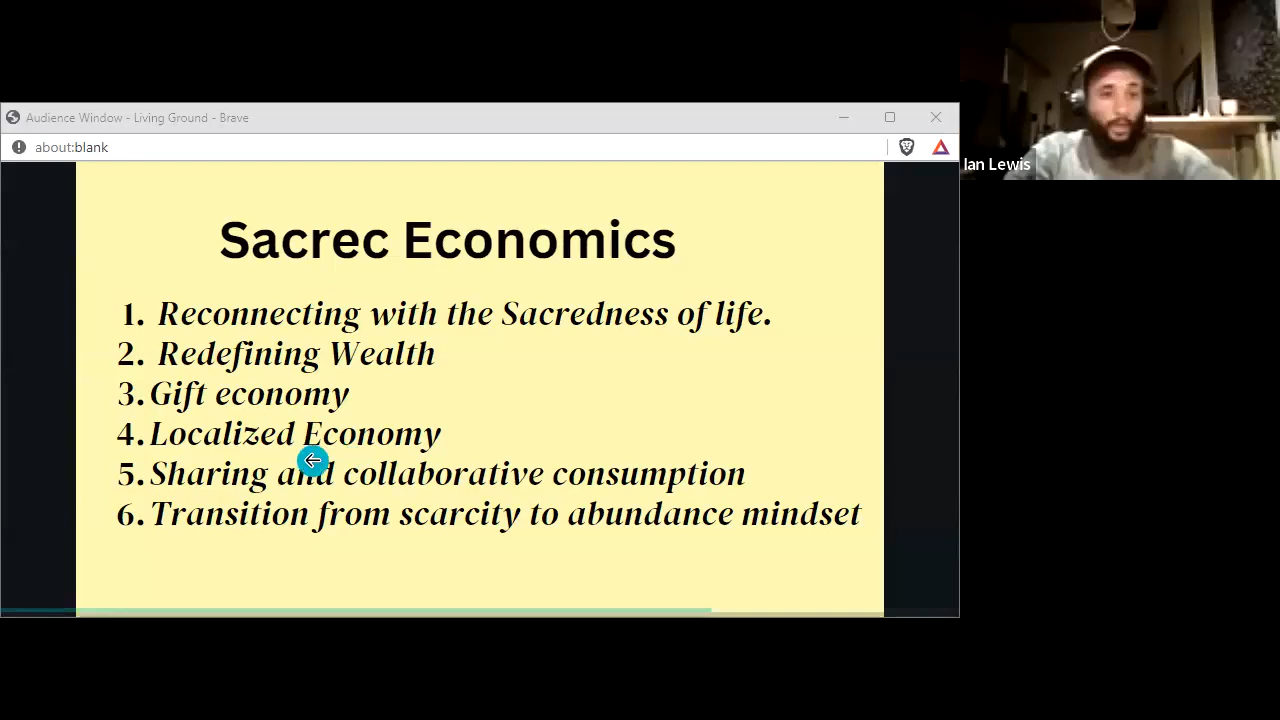 Audience Window - Living Ground - Brave
about:blank
Ian Lewis
Sacrec Economics
1. Reconnecting with the Sacredness of life.
2. Redefining Wealth
3. Gift economy
4. Localized Economy
5. Sharing and collaborative consumption
6. Transition from scarcity to abundance mindset